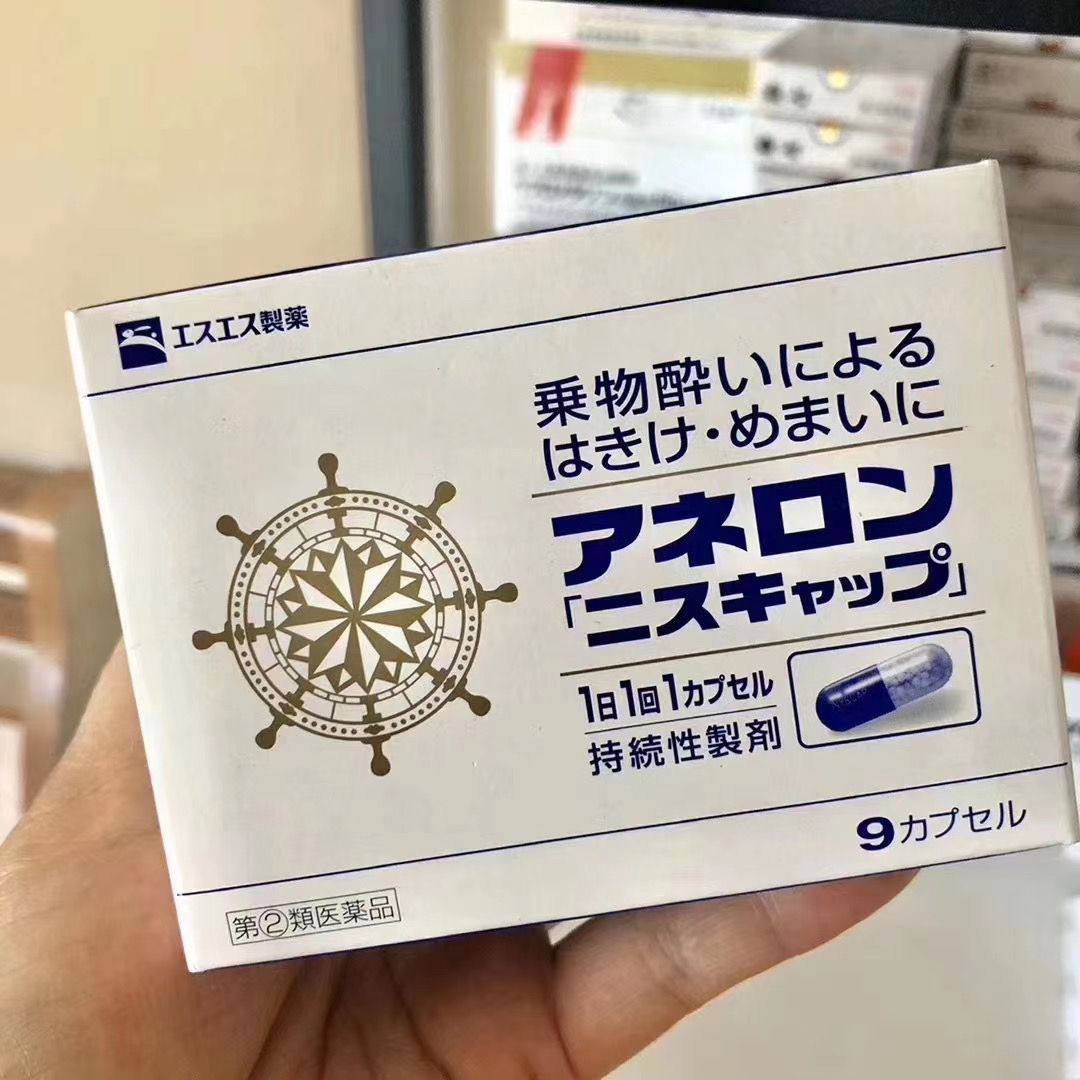 エスエス製薬
乗物酔いによる
はきけ・めまいに
アネロン
「ニスキャップ」
1日1回1カプセル
持続性製剤
9カプセル
第②類医薬品